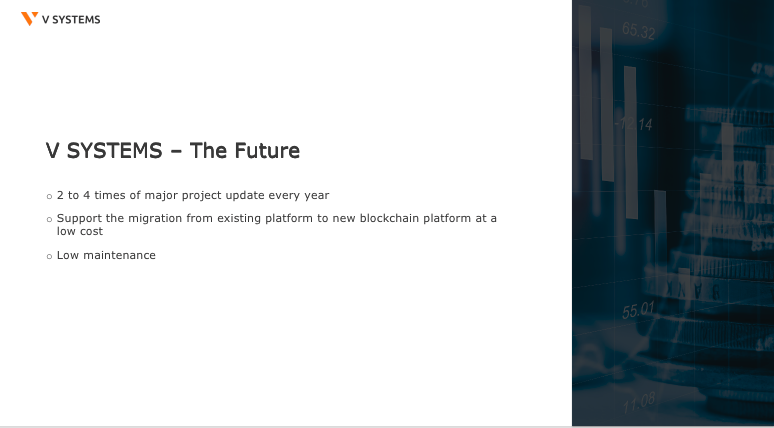 V SYSTEMS
V SYSTEMS – The Future
2 to 4 times of major project update every year
Support the migration from existing platform to new blockchain platform at a
low cost
Low maintenance
65.32
55.01
11.08